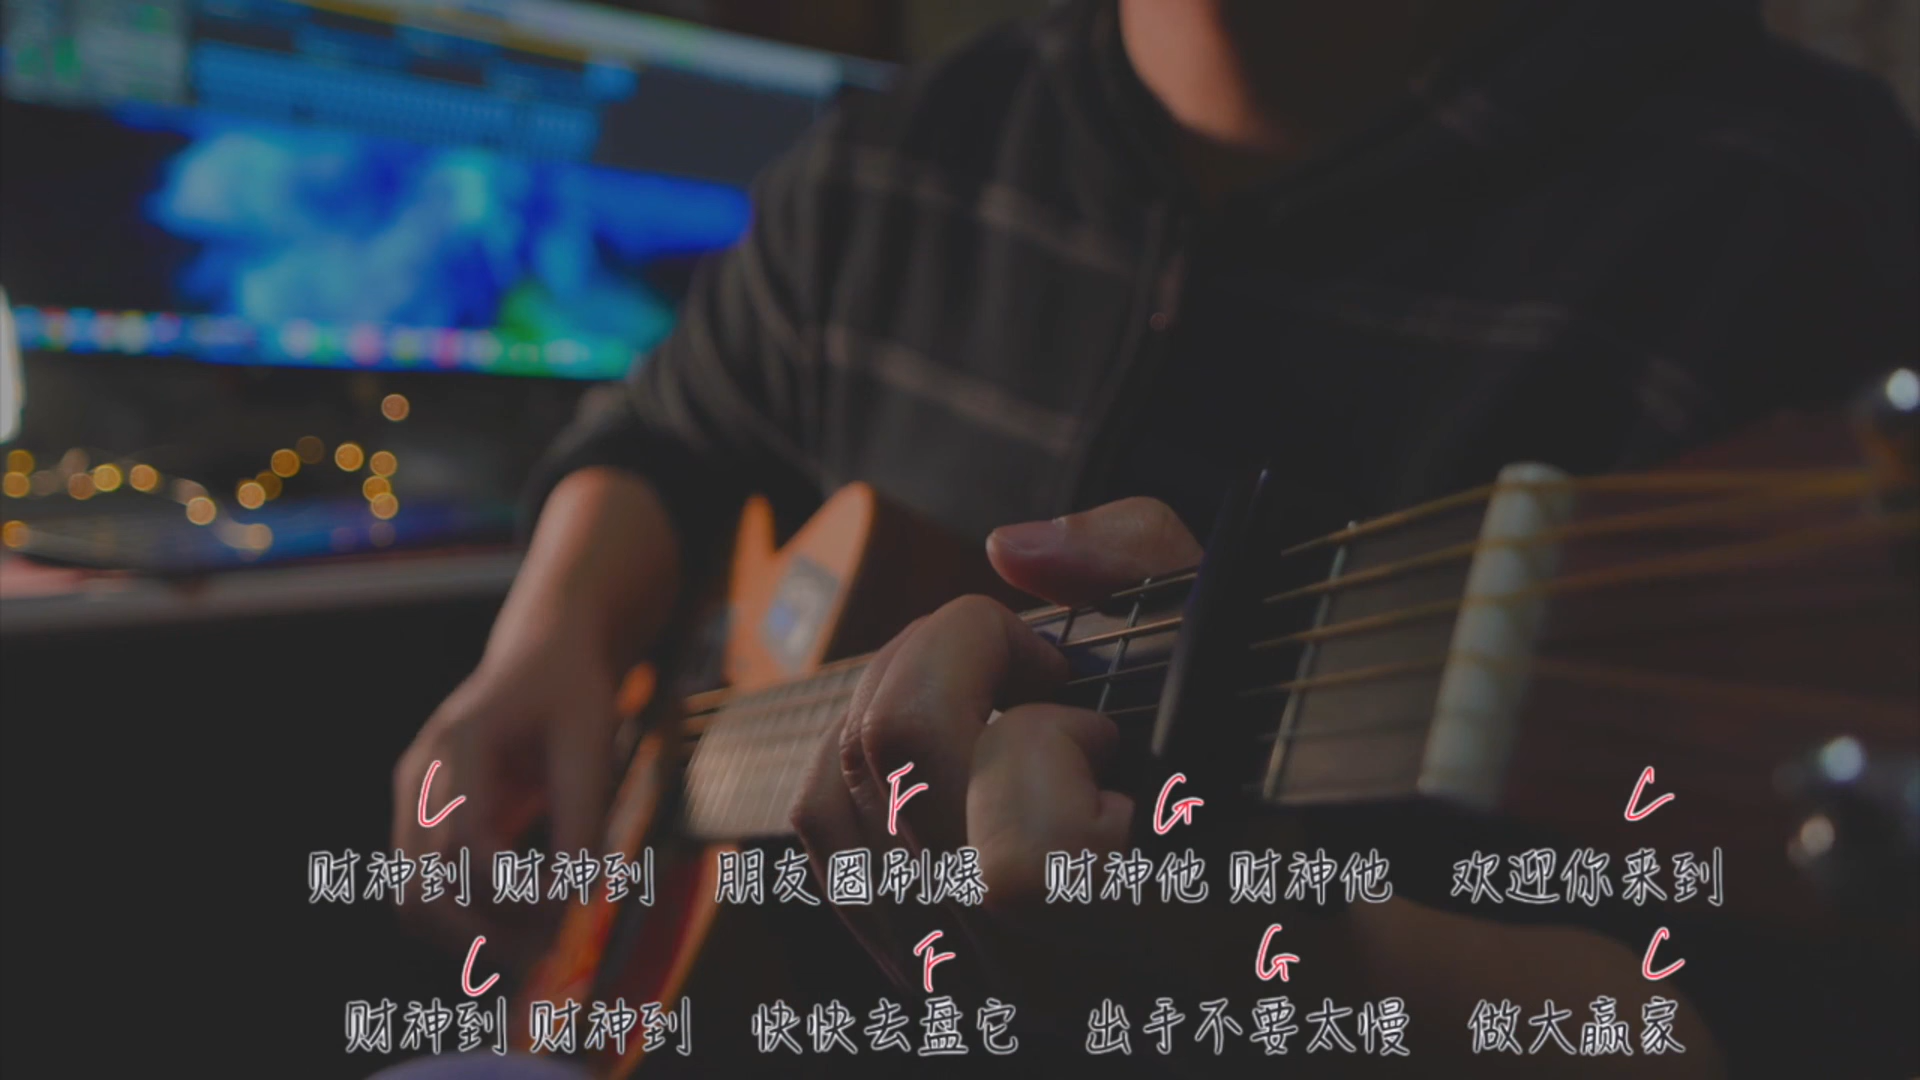 C F G C
财神到 财神到 朋友圈刷爆 财神他 财神他 欢迎你来到
C F G C
财神到 财神到 快快去盘它 出手不要太慢 做大赢家